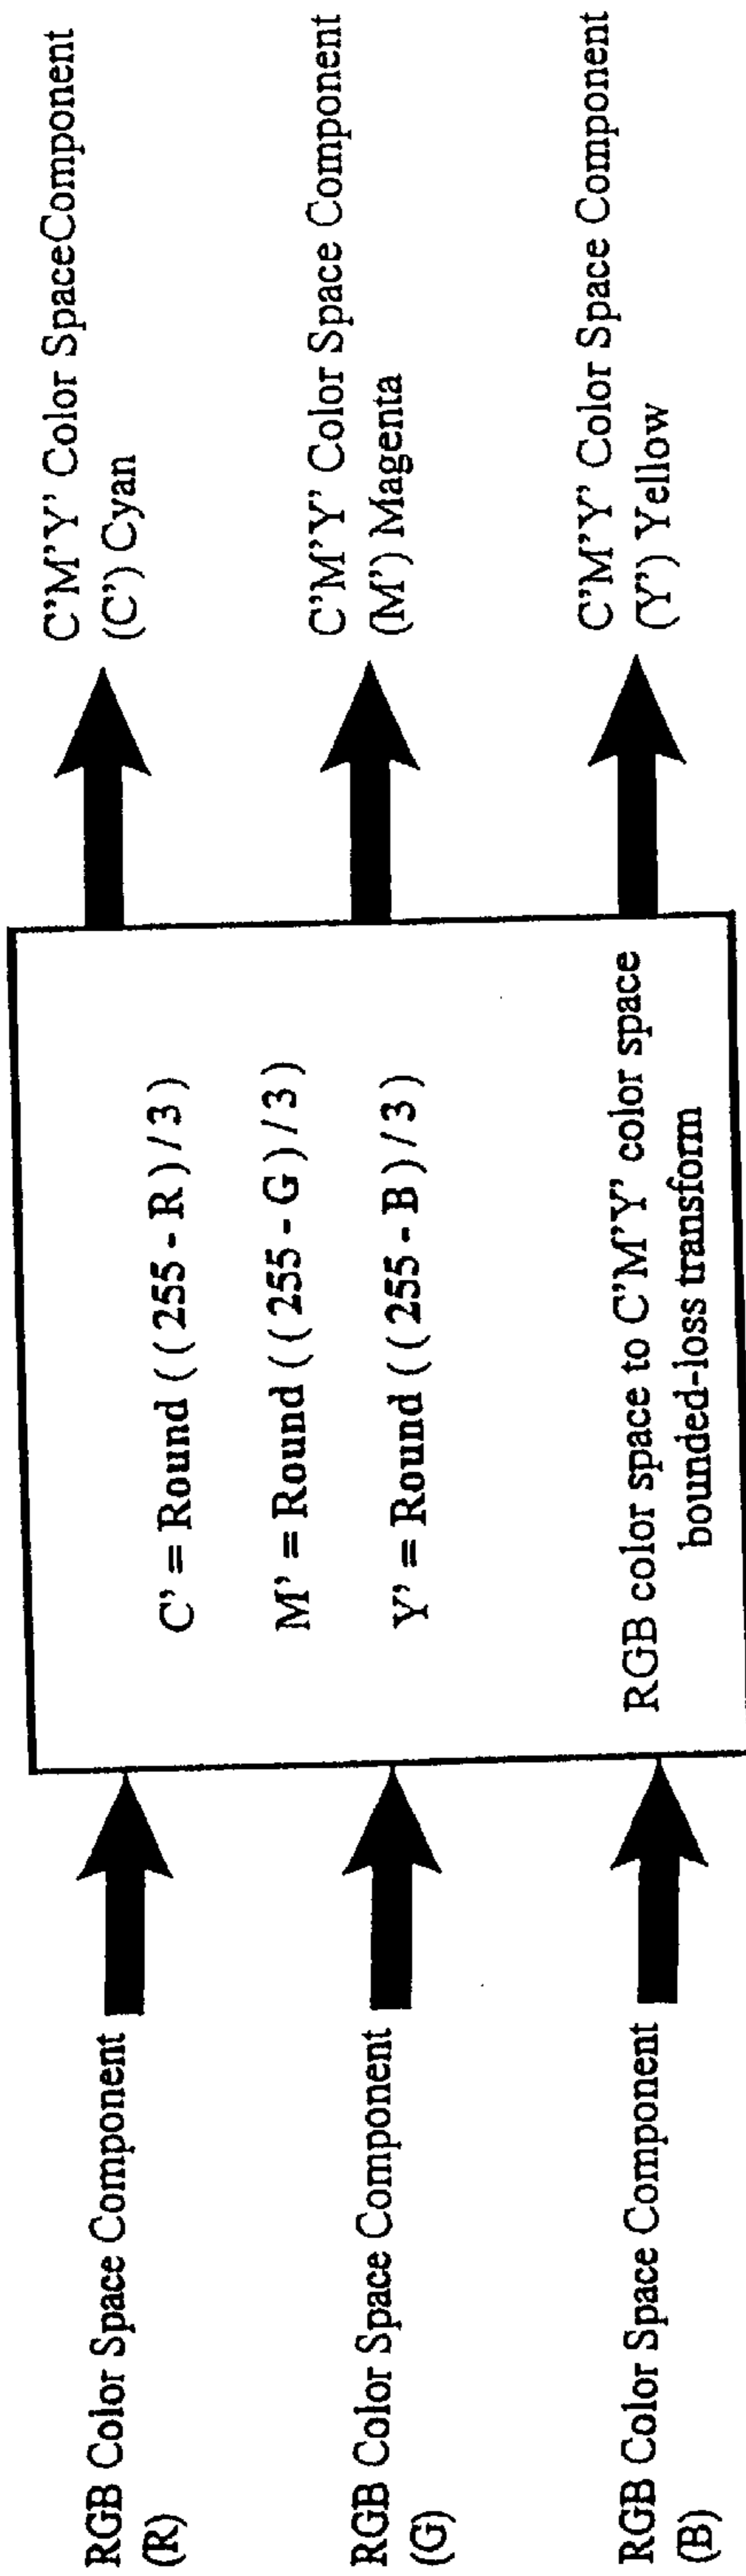 RGB Color Space Component
(R)
RGB Color Space Component
(G)
RGB Color Space Component
(B)
C' = Round ( ( 255 - R ) / 3 )
M' = Round ( ( 255 - G ) / 3 )
Y' = Round ( ( 255 - B ) / 3 )
RGB color space to C'M'Y' color space
bounded-loss transform
C'M'Y' Color SpaceComponent
(C') Cyan
C'M'Y' Color Space Component
(M') Magenta
C'M'Y' Color Space Component
(Y') Yellow